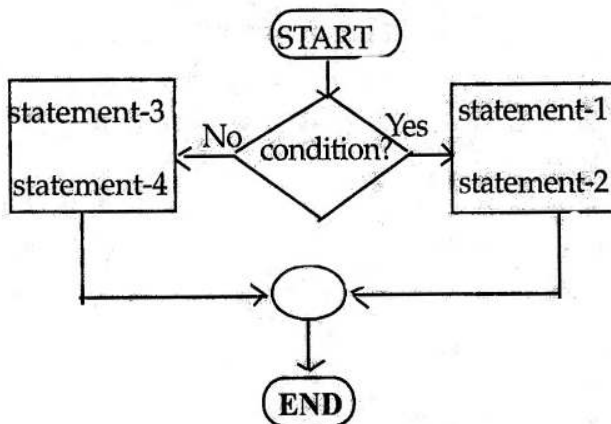 START
No
Yes
condition?
statement-3
statement-4
statement-1
statement-2
END